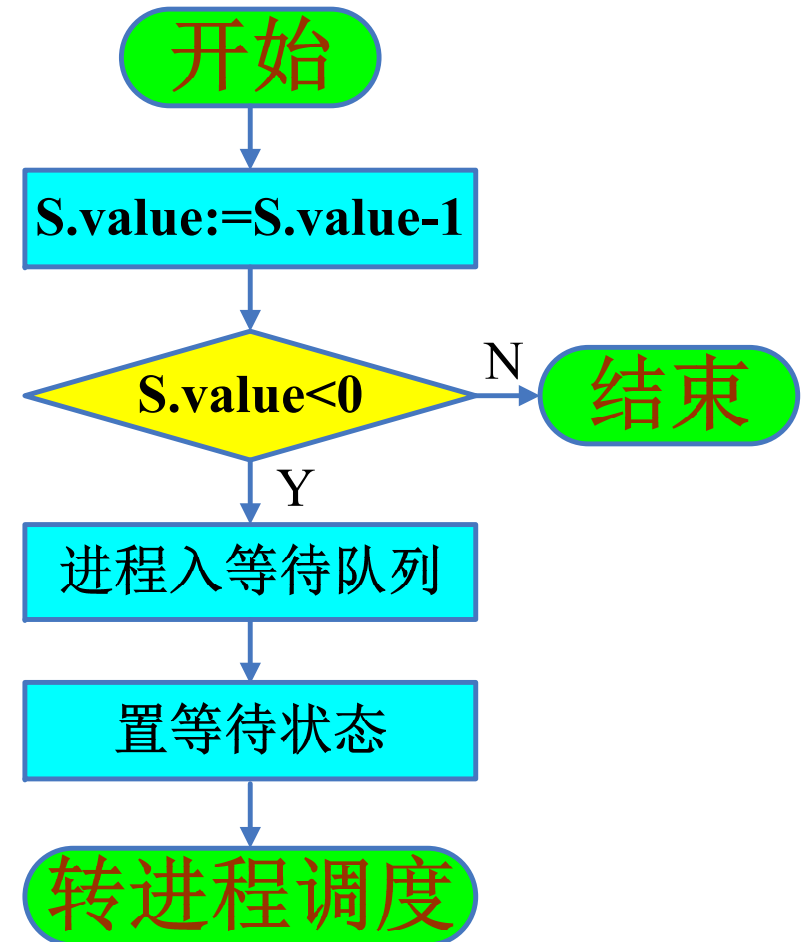 开始
S.value:=S.value-1
S.value<0
N
结束
Y
进程入等待队列
置等待状态
转进程调度